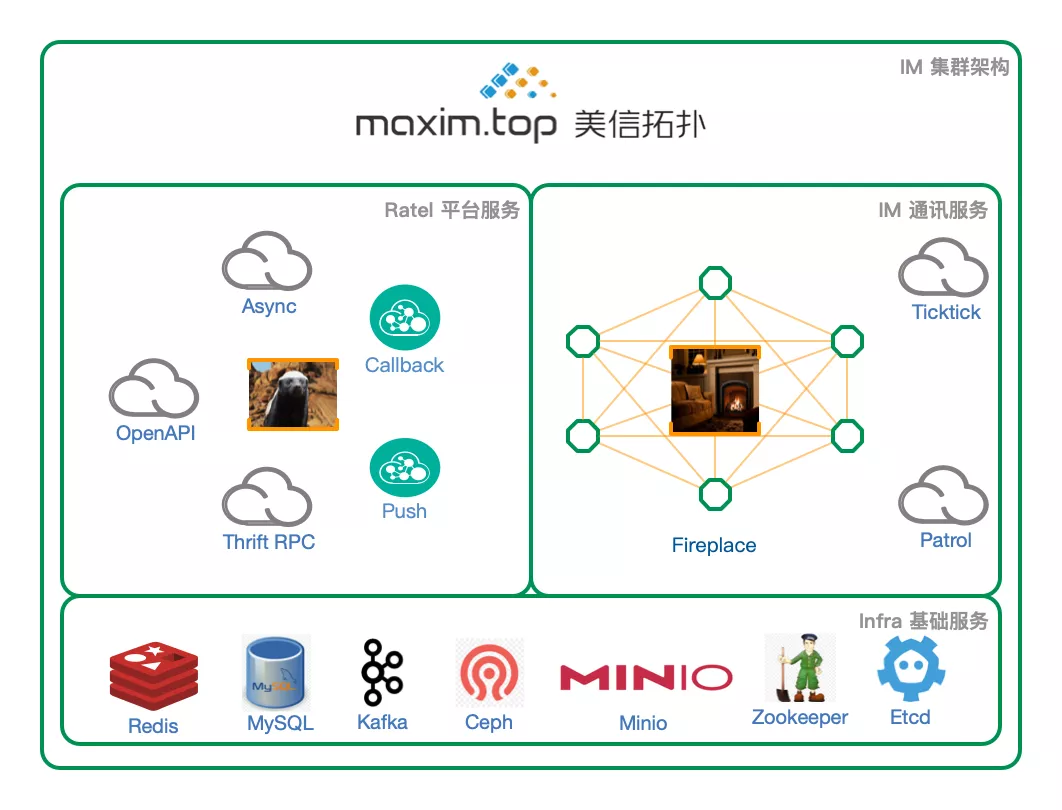 IM 集群架构
maxim.top 美信拓扑
Ratel 平台服务
IM 通讯服务
Async
Ticktick
Callback
OpenAPI
Push
Thrift RPC
Patrol
Fireplace
Infra 基础服务
MySQL
MINIO
Redis
MySQL
Kafka
Ceph
Minio
Zookeeper
Etcd